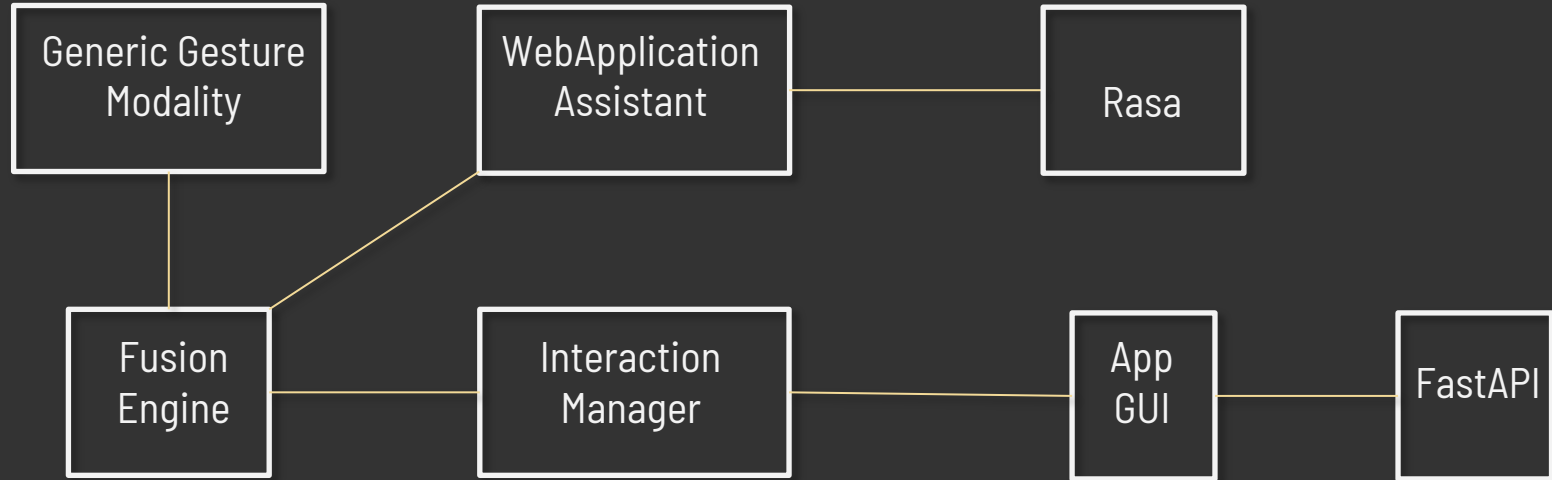 Generic Gesture
Modality
WebApplication
Assistant
Rasa
Fusion
Engine
Interaction
Manager
App
GUI
FastAPI